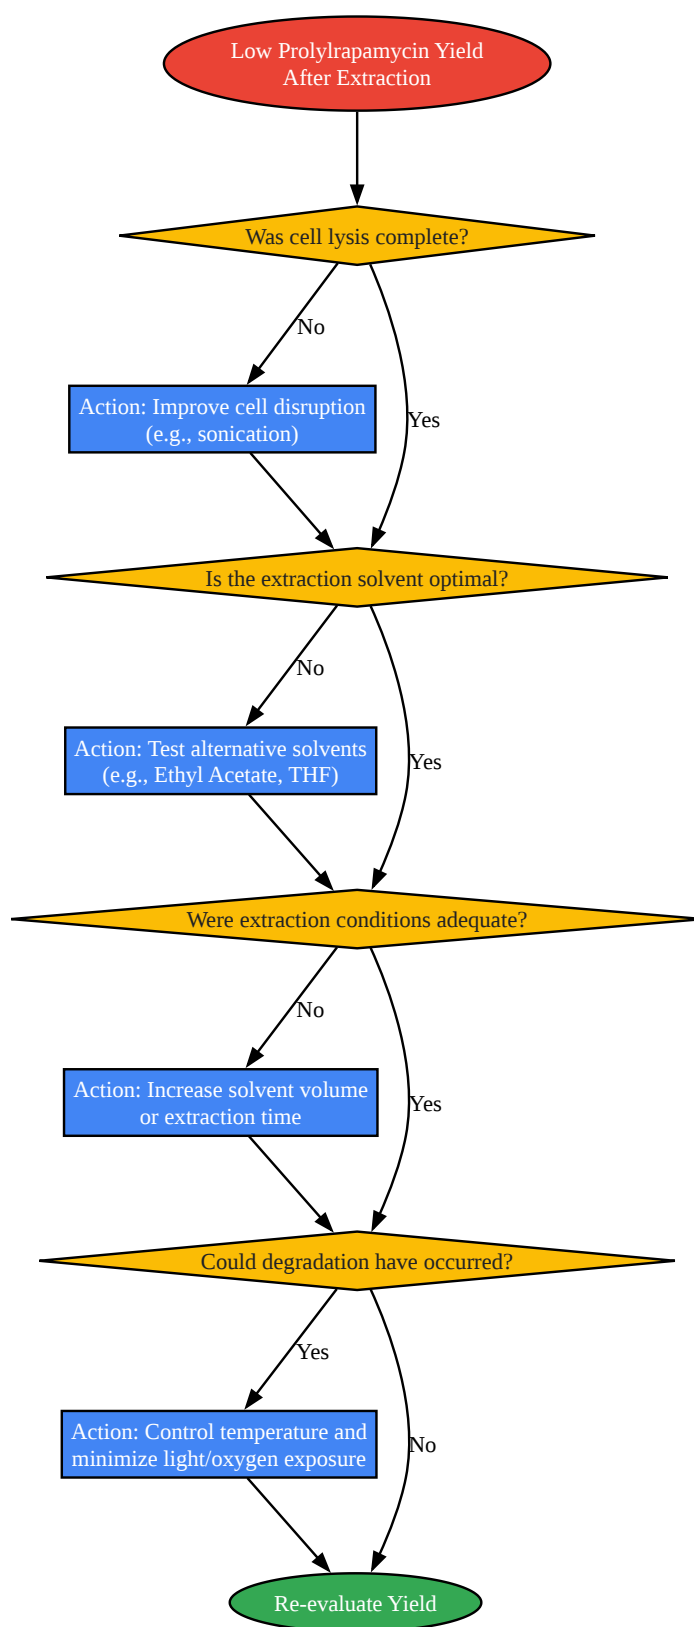 Low Prolylrapamycin Yield
After Extraction
Was cell lysis complete?
No
Action: Improve cell disruption
(e.g., sonication)
Yes
Is the extraction solvent optimal?
No
Action: Test alternative solvents
(e.g., Ethyl Acetate, THF)
Yes
Were extraction conditions adequate?
No
Action: Increase solvent volume
or extraction time
Yes
Could degradation have occurred?
Yes
Action: Control temperature and
minimize light/oxygen exposure
No
Re-evaluate Yield